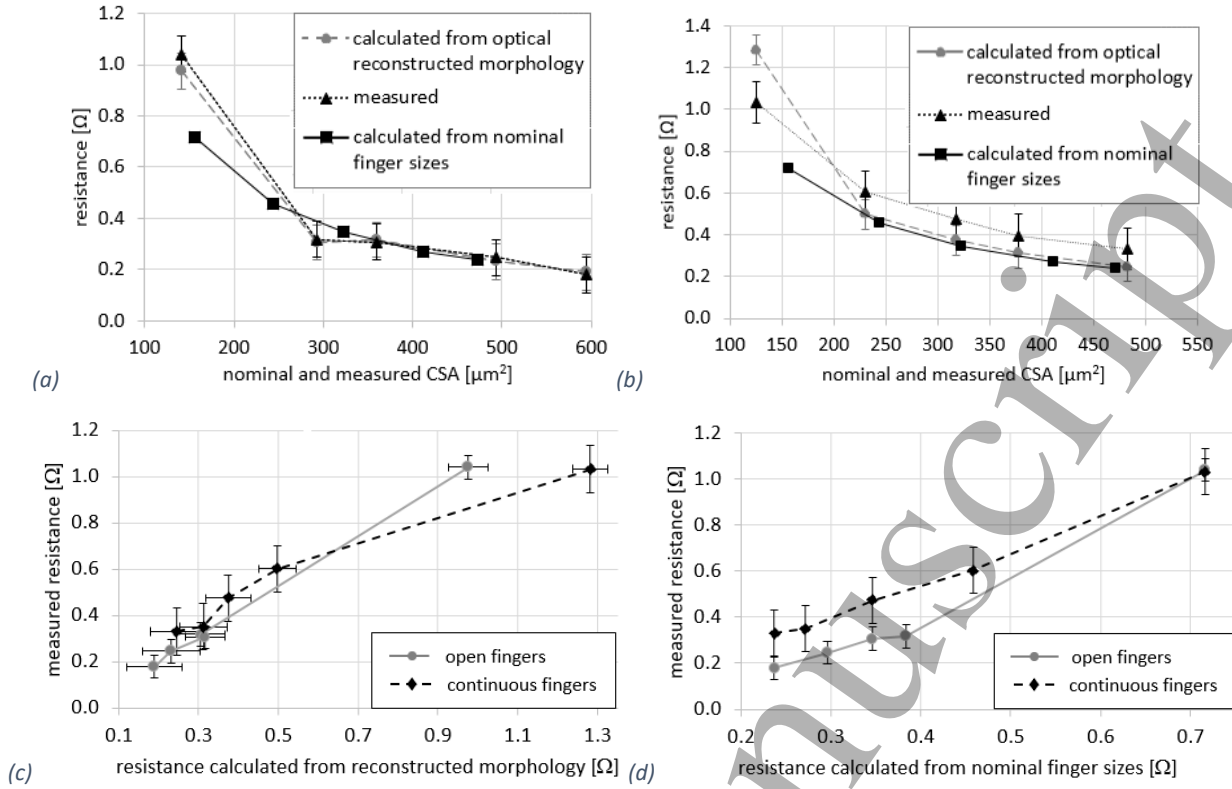 1.2
1.0
0.8
0.6
0.4
0.2
0.0
resistance [Ω]
calculated from optical
reconstructed morphology
measured
calculated from nominal
finger sizes
100 200 300 400 500 600
nominal and measured CSA [µm²]
(a)
1.4
1.2
1.0
0.8
0.6
0.4
0.2
0.0
resistance [Ω]
calculated from optical
reconstructed morphology
measured
calculated from nominal
finger sizes
100 150 200 250 300 350 400 450 500 550
nominal and measured CSA [µm²]
(b)
1.2
1.0
0.8
0.6
0.4
0.2
0.0
measured resistance [Ω]
open fingers
continuous fingers
0.1 0.3 0.5 0.7 0.9 1.1 1.3
resistance calculated from reconstructed morphology [Ω]
(c)
1.2
1.0
0.8
0.6
0.4
0.2
0.0
measured resistance [Ω]
open fingers
continuous fingers
0.2 0.3 0.4 0.5 0.6 0.7
resistance calculated from nominal finger sizes [Ω]
(d)
nuscript